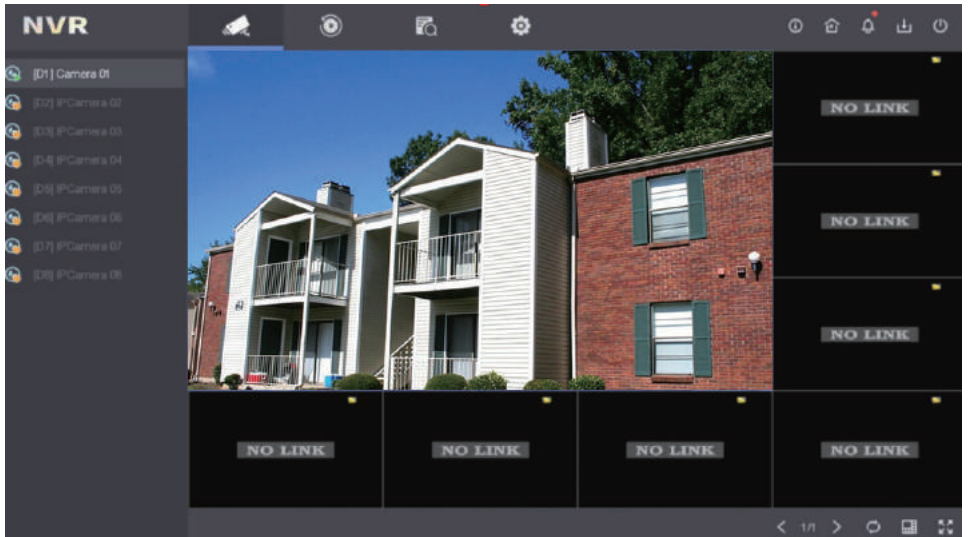 NVR
[D1] Camera 01
[D2] IPCamera 02
[D3] IPCamera 03
[D4] IPCamera 04
[D5] IPCamera 05
[D6] IPCamera 06
[D7] IPCamera 07
[D8] IPCamera 08
NO LINK
NO LINK
NO LINK
NO LINK
NO LINK
NO LINK
NO LINK
1/1